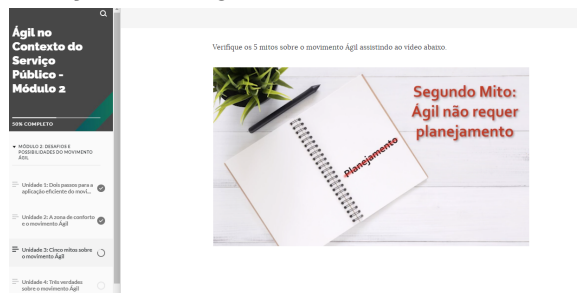 Ágil no
Contexto do
Serviço
Público -
Módulo 2
50% COMPLETO
MÓDULO 2: DESAFIOS E
POSSIBILIDADES DO MOVIMENTO
ÁGIL
Unidade 1: Dois passos para a
aplicação eficiente do movi...
Unidade 2: A zona de conforto
e o movimento Ágil
Unidade 3: Cinco mitos sobre
o movimento Ágil
Unidade 4: Três verdades
sobre o movimento Ágil
Verifique os 5 mitos sobre o movimento Ágil assistindo ao vídeo abaixo.
Segundo Mito:
Ágil não requer
planejamento
Planejamento